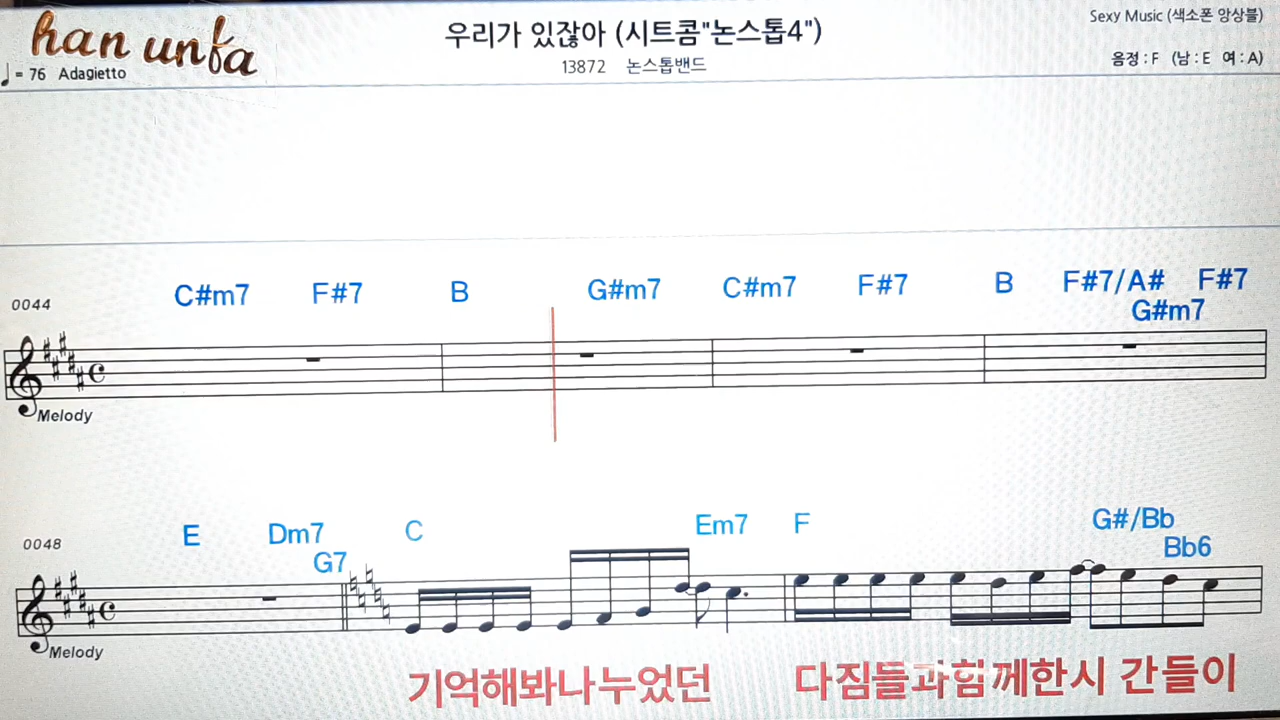 han unfa
우리가 있잖아 (시트콤"논스톱4")
Sexy Music (색소폰 앙상블)
♩ = 76 Adagietto
13872 논스톱밴드
음정 : F (남 : E 여 : A)
0044
C#m7 F#7 B G#m7 C#m7 F#7 B F#7/A# F#7
G#m7
Melody
0048
E Dm7 C Em7 F G#/Bb
G7 Bb6
Melody
기억해봐나누었던 다짐들과힘께한시 간들이